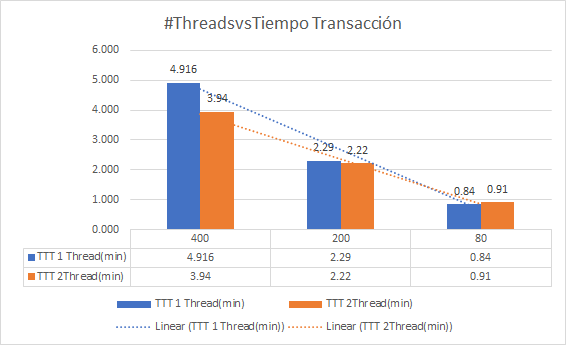 #ThreadsvsTiempo Transacción
6.000
5.000
4.000
3.000
2.000
1.000
0.000
4.916
3.94
2.29
2.22
0.84
0.91
400 200 80
TTT 1 Thread(min) 4.916 2.29 0.84
TTT 2Thread(min) 3.94 2.22 0.91
TTT 1 Thread(min) TTT 2Thread(min)
Linear (TTT 1 Thread(min)) Linear (TTT 2Thread(min))